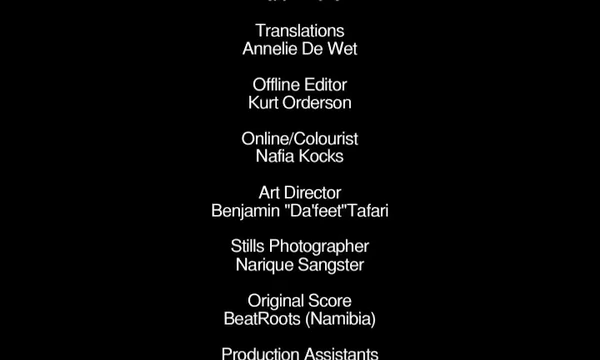 Translations
Annelie De Wet
Offline Editor
Kurt Orderson
Online/Colourist
Nafia Kocks
Art Director
Benjamin "Da'feet"Tafari
Stills Photographer
Narique Sangster
Original Score
BeatRoots (Namibia)
Production Assistants